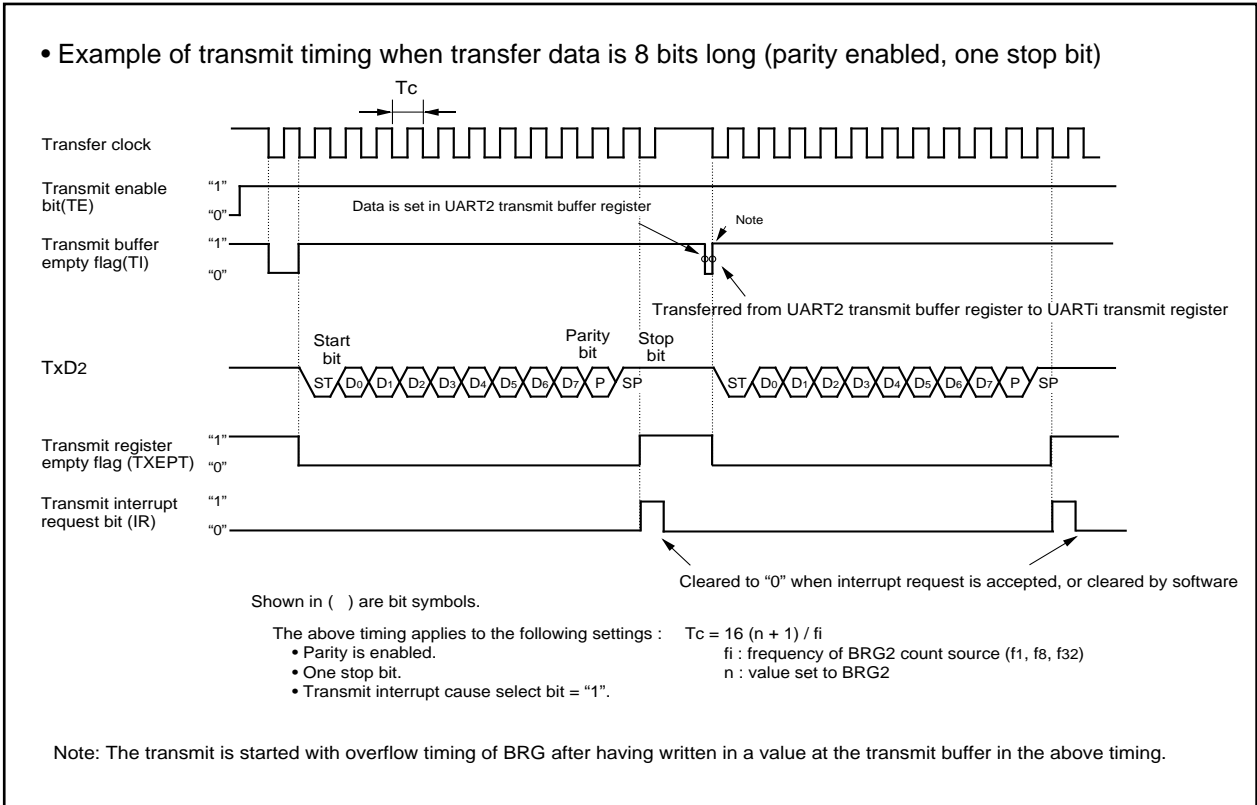 • Example of transmit timing when transfer data is 8 bits long (parity enabled, one stop bit)
Tc
Transfer clock
Transmit enable
bit(TE)
“1”
“0”
Data is set in UART2 transmit buffer register
Note
Transmit buffer
empty flag(TI)
“1”
“0”
Transferred from UART2 transmit buffer register to UARTi transmit register
Start
bit
Parity
bit
Stop
bit
TxD2
ST D0 D1 D2 D3 D4 D5 D6 D7 P SP
ST D0 D1 D2 D3 D4 D5 D6 D7 P SP
Transmit register
empty flag (TXEPT)
“1”
“0”
Transmit interrupt
request bit (IR)
“1”
“0”
Cleared to “0” when interrupt request is accepted, or cleared by software
Shown in ( ) are bit symbols.
The above timing applies to the following settings :
• Parity is enabled.
• One stop bit.
• Transmit interrupt cause select bit = “1”.
Tc = 16 (n + 1) / fi
fi : frequency of BRG2 count source (f1, f8, f32)
n : value set to BRG2
Note: The transmit is started with overflow timing of BRG after having written in a value at the transmit buffer in the above timing.